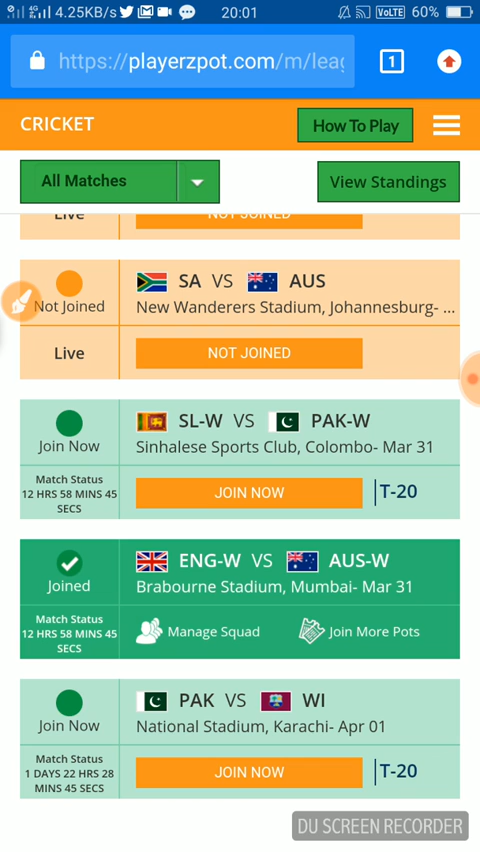 4G 4.25KB/s 20:01 VoLTE 60%
https://playerzpot.com/m/leag
1
CRICKET
How To Play
All Matches
View Standings
Live
NOT JOINED
SA VS AUS
Not Joined
New Wanderers Stadium, Johannesburg- ...
Live
NOT JOINED
SL-W VS PAK-W
Join Now
Sinhalese Sports Club, Colombo- Mar 31
Match Status
12 HRS 58 MINS 45
SECS
JOIN NOW
T-20
ENG-W VS AUS-W
Joined
Brabourne Stadium, Mumbai- Mar 31
Match Status
12 HRS 58 MINS 45
SECS
Manage Squad
Join More Pots
PAK VS WI
Join Now
National Stadium, Karachi- Apr 01
Match Status
1 DAYS 22 HRS 28
MINS 45 SECS
JOIN NOW
T-20
DU SCREEN RECORDER